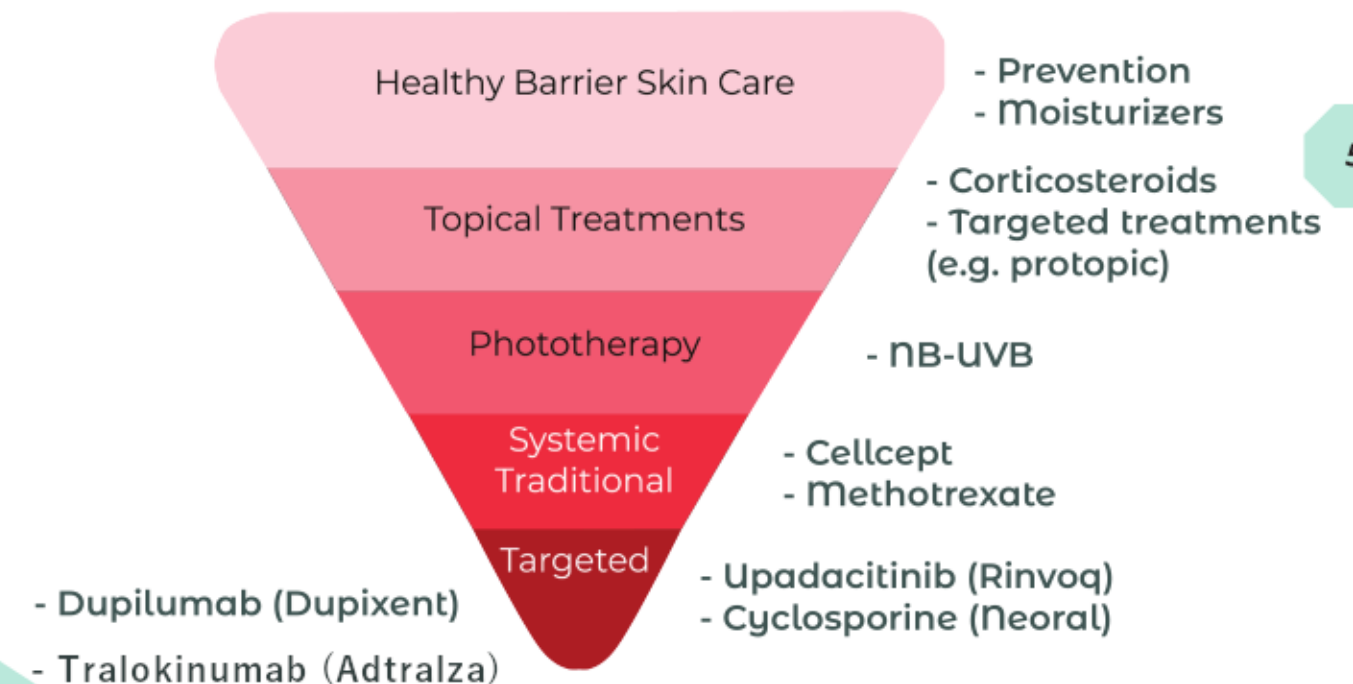 Healthy Barrier Skin Care
- Prevention
- Moisturizers
5
Topical Treatments
- Corticosteroids
- Targeted treatments
(e.g. protopic)
Phototherapy
- NB-UVB
Systemic
Traditional
- Cellcept
- Methotrexate
Targeted
- Upadacitinib (Rinvoq)
- Cyclosporine (Neoral)
- Dupilumab (Dupixent)
- Tralokinumab (Adtralza)